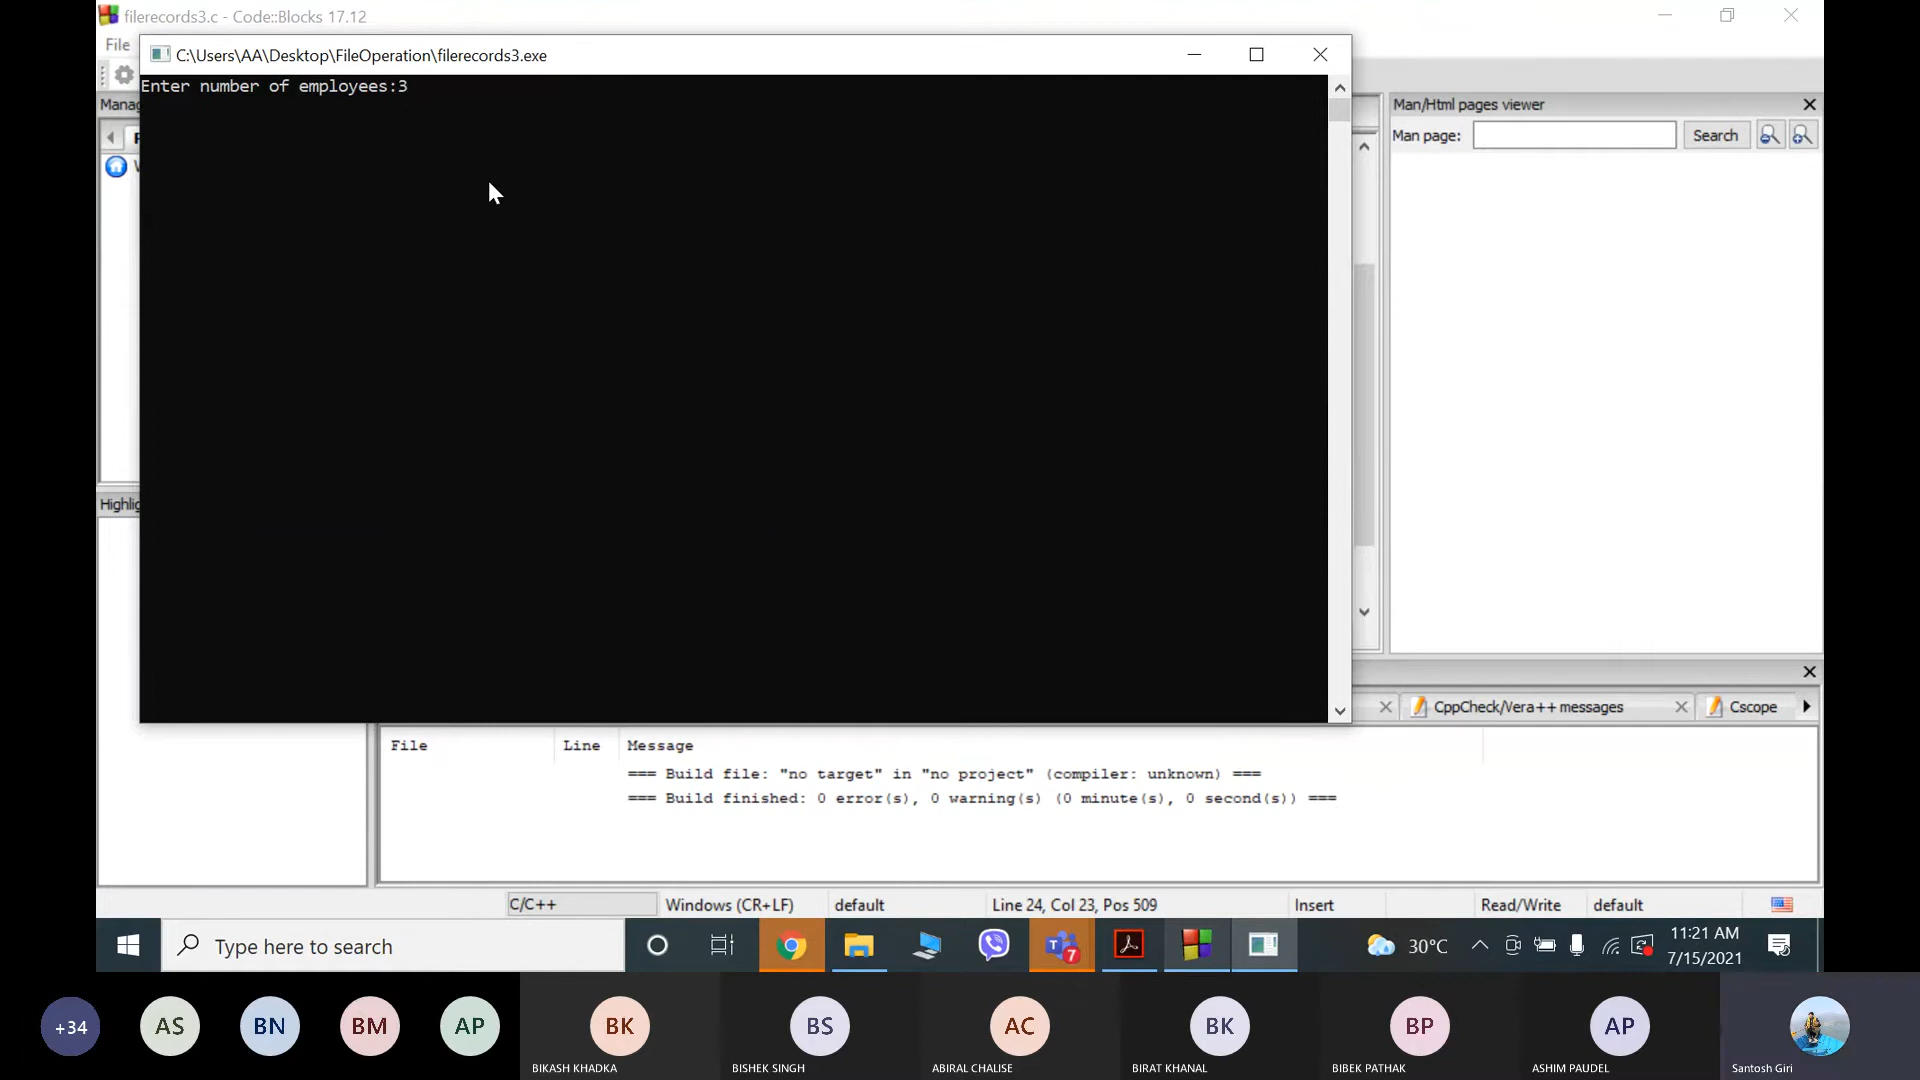 filerecords3.c - Code::Blocks 17.12
File
C:\Users\AA\Desktop\FileOperation\filerecords3.exe
Enter number of employees:3
Manag
Man/Html pages viewer
Man page:
Search
Highlig
CppCheck/Vera++ messages
Cscope
File Line Message
=== Build file: "no target" in "no project" (compiler: unknown) ===
=== Build finished: 0 error(s), 0 warning(s) (0 minute(s), 0 second(s)) ===
C/C++ Windows (CR+LF) default Line 24, Col 23, Pos 509 Insert Read/Write default
Type here to search
7
30°C
11:21 AM
7/15/2021
+34 AS BN BM AP BK BS AC BK BP AP
BIKASH KHADKA BISHEK SINGH ABIRAL CHALISE BIRAT KHANAL BIBEK PATHAK ASHIM PAUDEL Santosh Giri